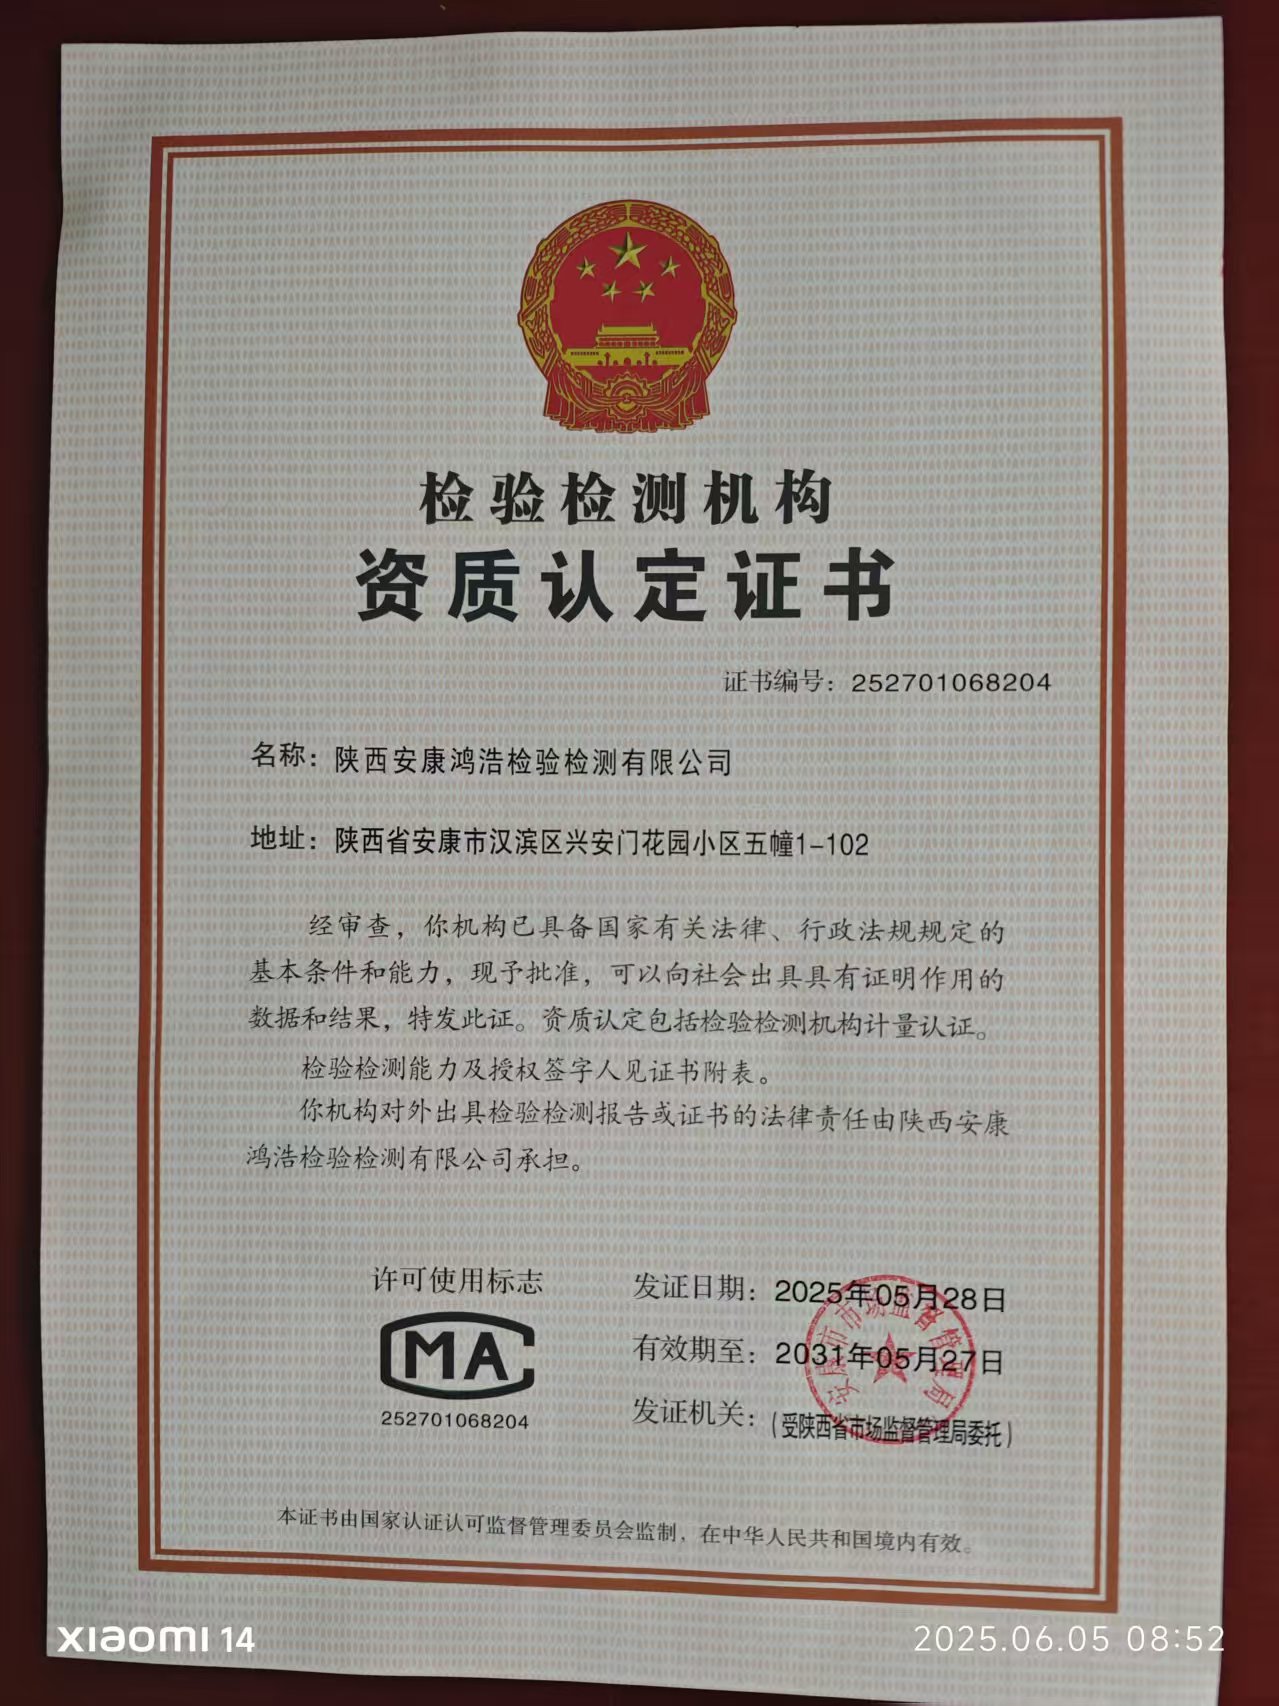 检验检测机构
资质认定证书
证书编号：252701068204
名称：陕西安康鸿浩检验检测有限公司
地址：陕西省安康市汉滨区兴安门花园小区五幢1-102
经审查，你机构已具备国家有关法律、行政法规规定的
基本条件和能力，现予批准，可以向社会出具具有证明作用的
数据和结果，特发此证。资质认定包括检验检测机构计量认证。
检验检测能力及授权签字人见证书附表。
你机构对外出具检验检测报告或证书的法律责任由陕西安康
鸿浩检验检测有限公司承担。
许可使用标志
MA
252701068204
发证日期：2025年05月28日
有效期至：2031年05月27日
发证机关：（受陕西省市场监督管理局委托）
安康市市场监督管理局
本证书由国家认证认可监督管理委员会监制，在中华人民共和国境内有效。
XIAOMI 14
2025.06.05 08:52